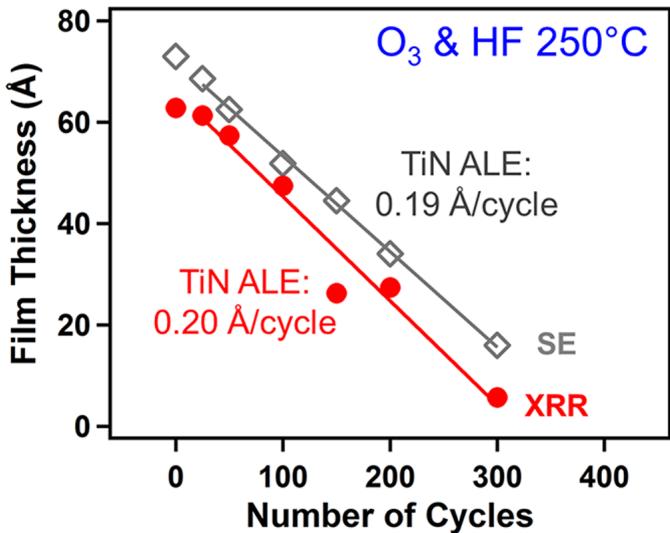 80
60
40
20
0
Film Thickness (Å)
O₃ & HF 250°C
TiN ALE:
0.19 Å/cycle
TiN ALE:
0.20 Å/cycle
SE
XRR
0 100 200 300 400
Number of Cycles